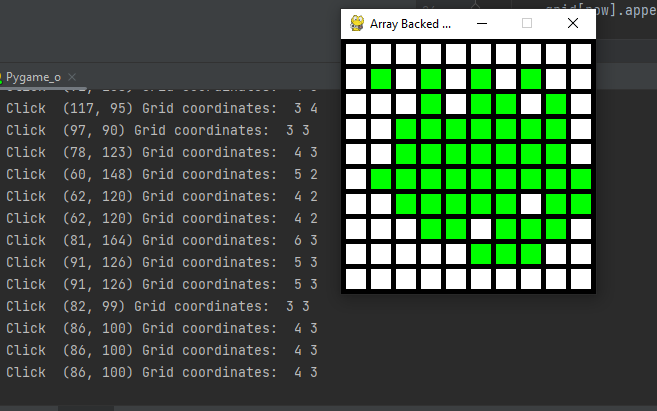 grid[row].appe
Array Backed ...
Pygame_o
Click (117, 95) Grid coordinates: 3 4
Click (97, 90) Grid coordinates: 3 3
Click (78, 123) Grid coordinates: 4 3
Click (60, 148) Grid coordinates: 5 2
Click (62, 120) Grid coordinates: 4 2
Click (62, 120) Grid coordinates: 4 2
Click (81, 164) Grid coordinates: 6 3
Click (91, 126) Grid coordinates: 5 3
Click (91, 126) Grid coordinates: 5 3
Click (82, 99) Grid coordinates: 3 3
Click (86, 100) Grid coordinates: 4 3
Click (86, 100) Grid coordinates: 4 3
Click (86, 100) Grid coordinates: 4 3